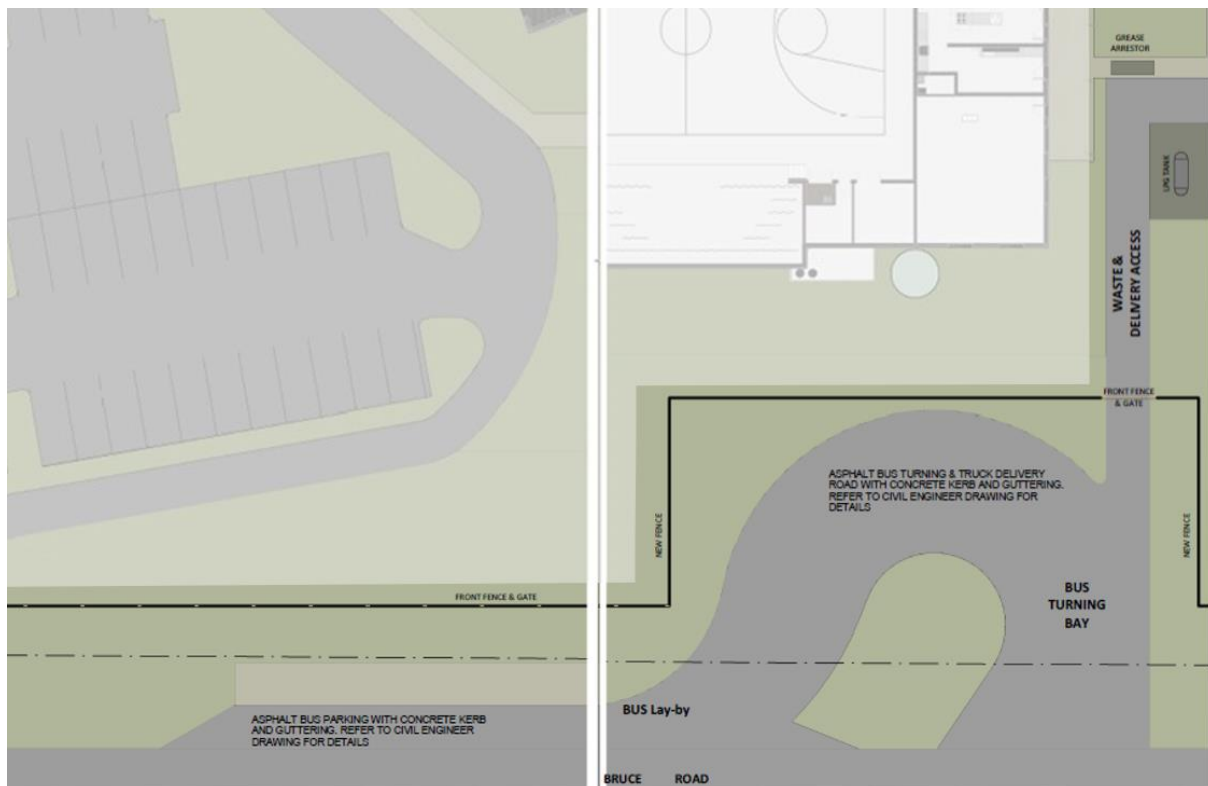 GREASE
ARRESTOR
LPG TANK
WASTE &
DELIVERY ACCESS
FRONT FENCE
& GATE
ASPHALT BUS TURNING & TRUCK DELIVERY
ROAD WITH CONCRETE KERB AND GUTTERING.
REFER TO CIVIL ENGINEER DRAWING FOR
DETAILS
NEW FENCE
NEW FENCE
BUS
TURNING
BAY
FRONT FENCE & GATE
BUS Lay-by
ASPHALT BUS PARKING WITH CONCRETE KERB
AND GUTTERING. REFER TO CIVIL ENGINEER
DRAWING FOR DETAILS
BRUCE ROAD